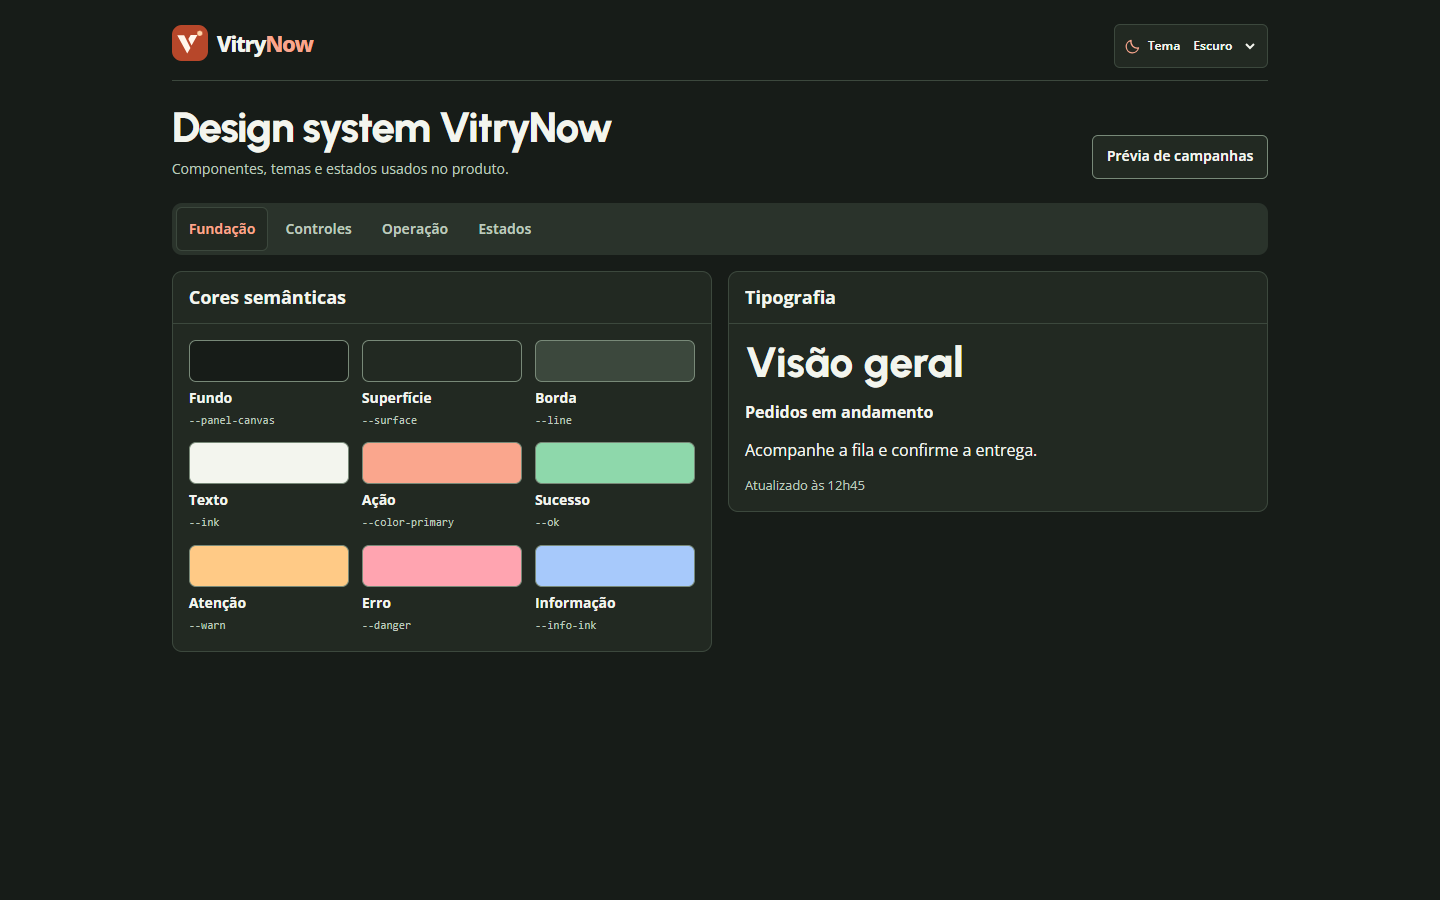 VitryNow
Tema Escuro
Design system VitryNow
Componentes, temas e estados usados no produto.
Prévia de campanhas
Fundação Controles Operação Estados
Cores semânticas
Fundo Superfície Borda
--panel-canvas --surface --line
Texto Ação Sucesso
--ink --color-primary --ok
Atenção Erro Informação
--warn --danger --info-ink
Tipografia
Visão geral
Pedidos em andamento
Acompanhe a fila e confirme a entrega.
Atualizado às 12h45